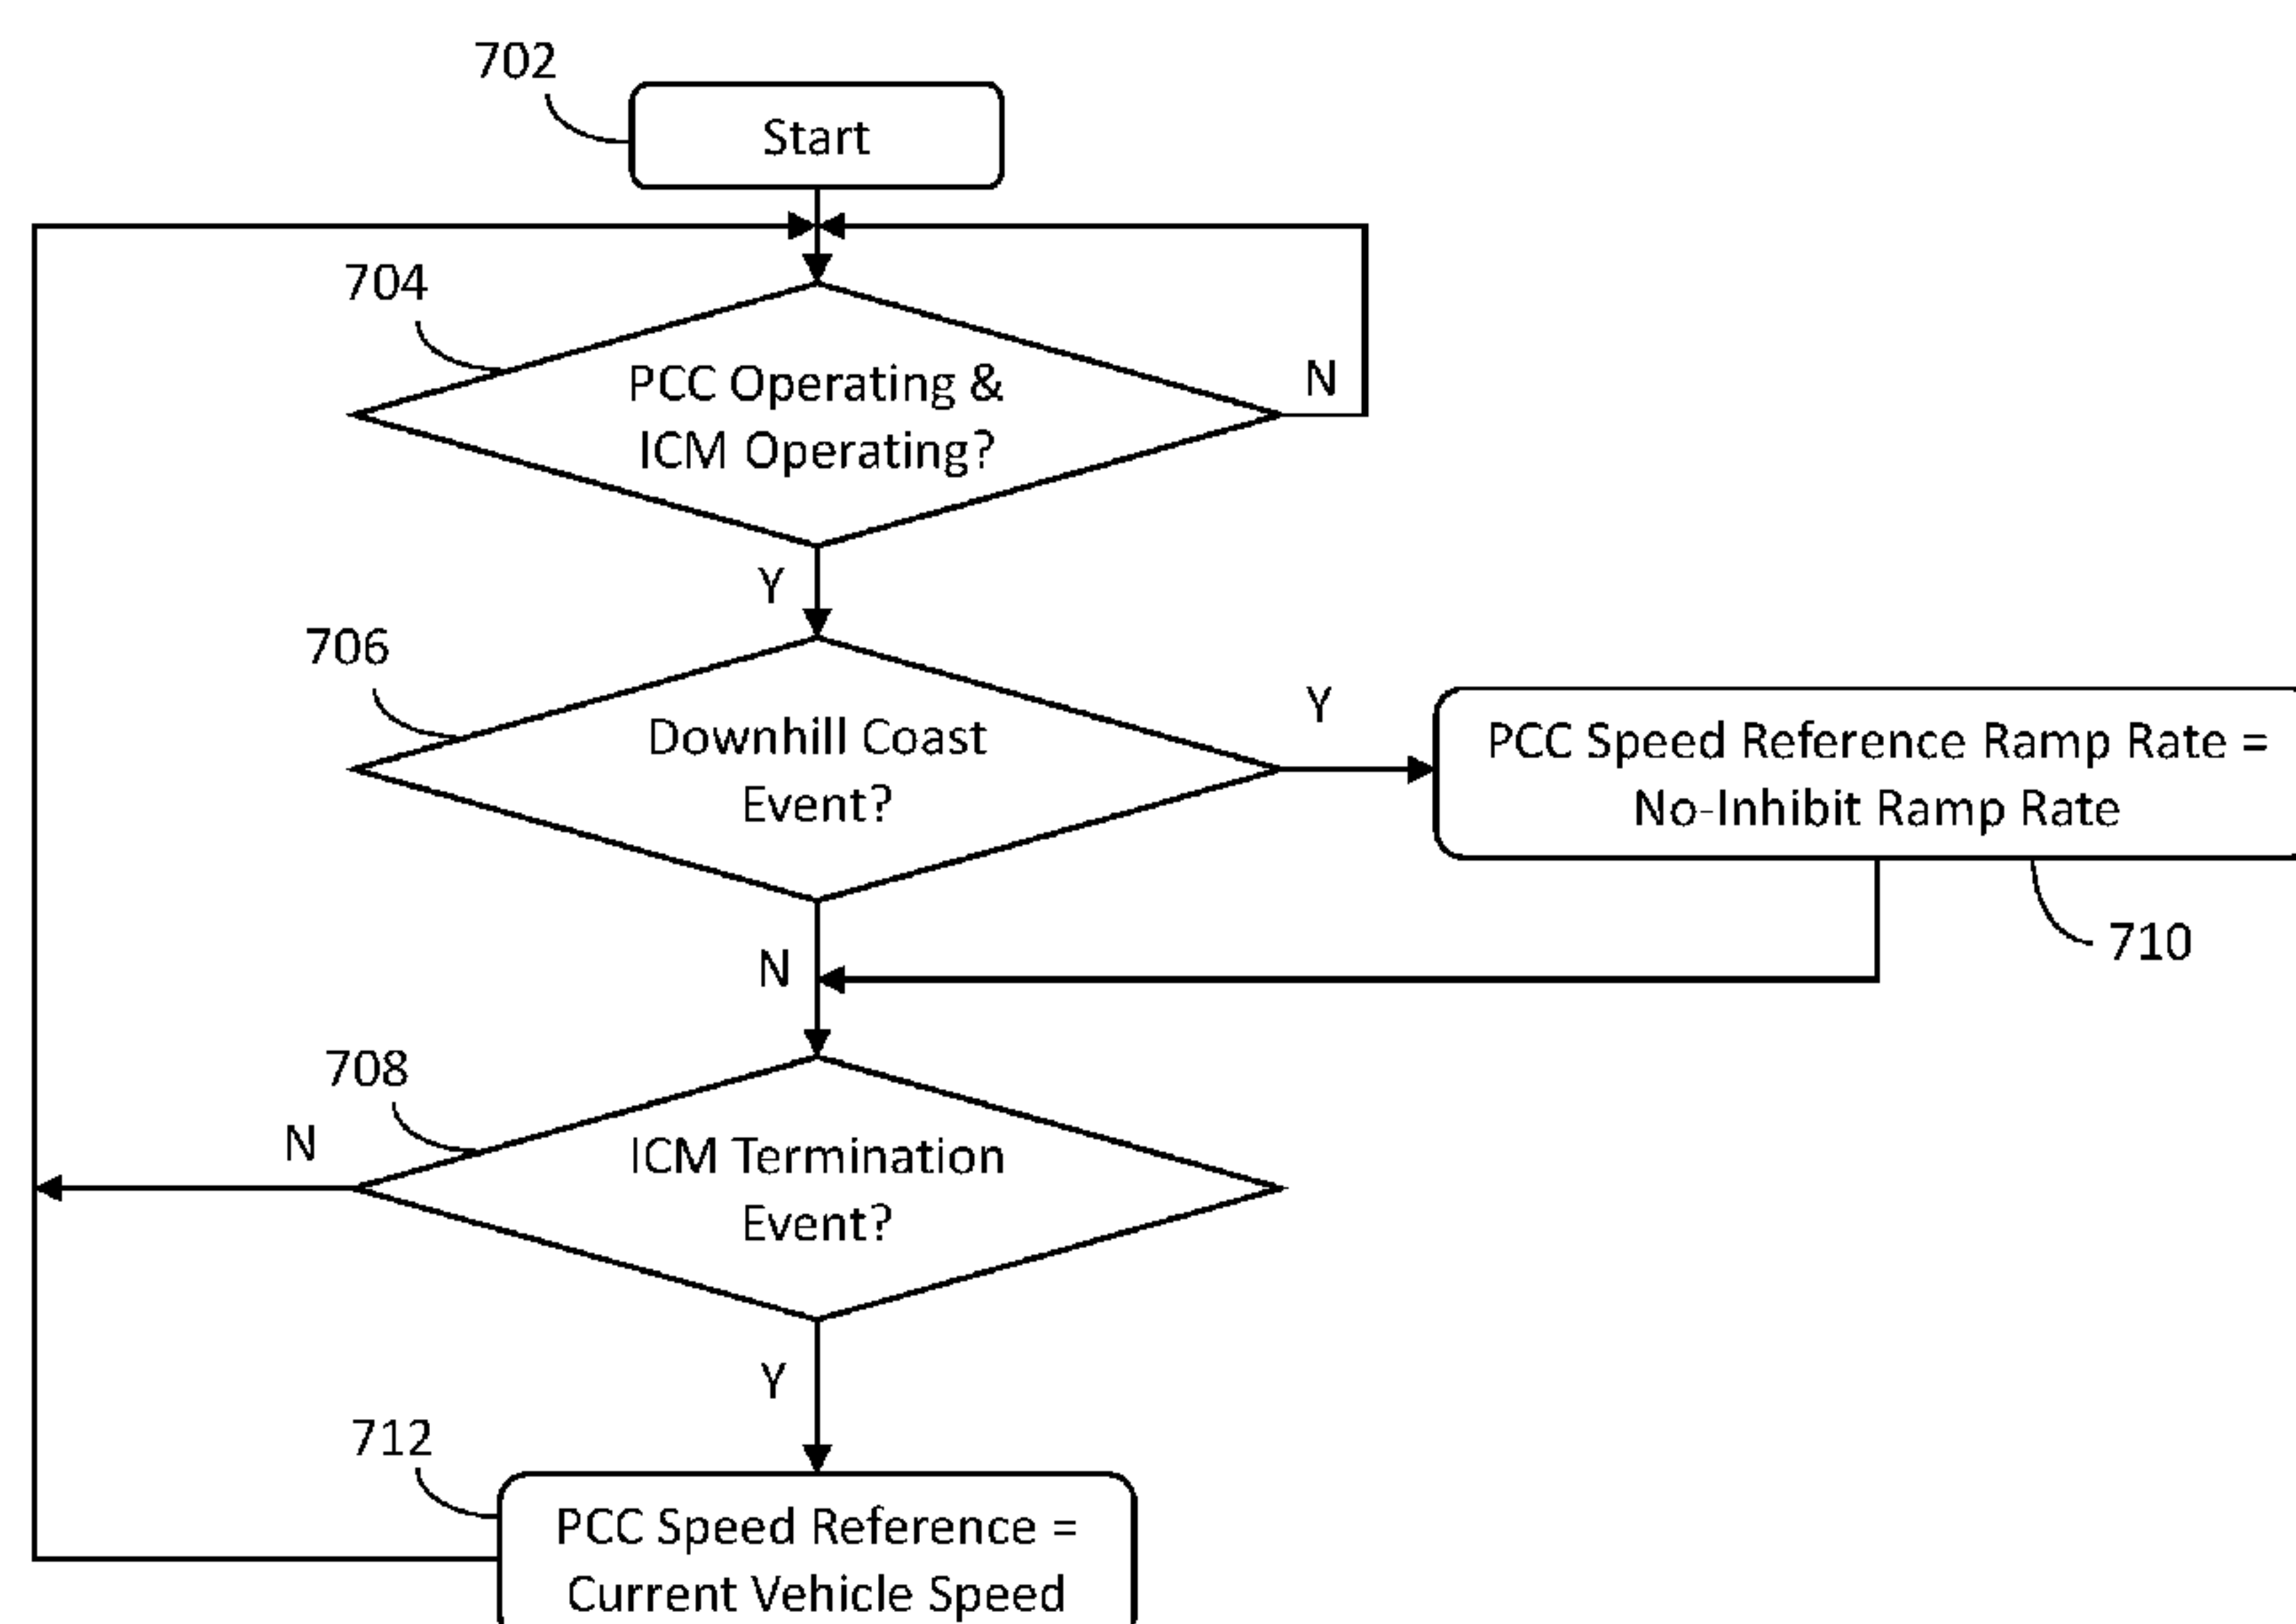 702
Start
704
PCC Operating &
ICM Operating?
N
Y
706
Downhill Coast
Event?
Y
PCC Speed Reference Ramp Rate =
No-Inhibit Ramp Rate
710
N
708
ICM Termination
Event?
N
Y
712
PCC Speed Reference =
Current Vehicle Speed